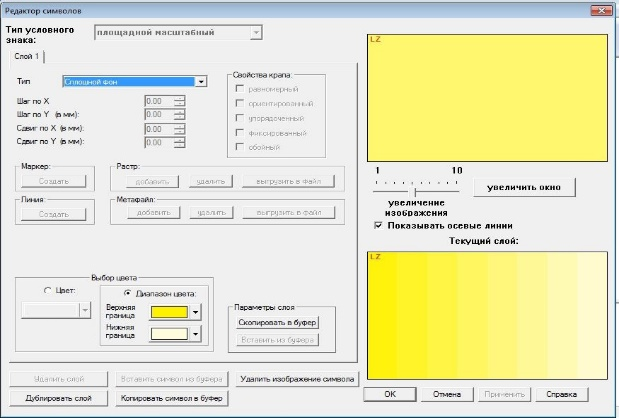 Редактор символов
Тип условного знака:
площадной масштабный
Слой 1
Тип
Сплошной фон
Шаг по X
0.00
Шаг по Y (в мм):
0.00
Сдвиг по X (в мм):
0.00
Сдвиг по Y (в мм):
0.00
Свойства крапа:
равномерный
ориентированный
упорядоченный
фиксированный
обойный
Маркер:
Создать
Растр:
добавить
удалить
выгрузить в файл
Линия:
Создать
Метафайл:
добавить
удалить
выгрузить в файл
Выбор цвета
Цвет:
Диапазон цвета:
Верхняя граница
Нижняя граница
Параметры слоя
Скопировать в буфер
Вставить из буфера
Удалить слой
Вставить символ из буфера
Удалить изображение символа
Дублировать слой
Копировать символ в буфер
LZ
1
10
увеличение изображения
увеличить окно
Показывать осевые линии
Текущий слой:
LZ
OK
Отмена
Применить
Справка